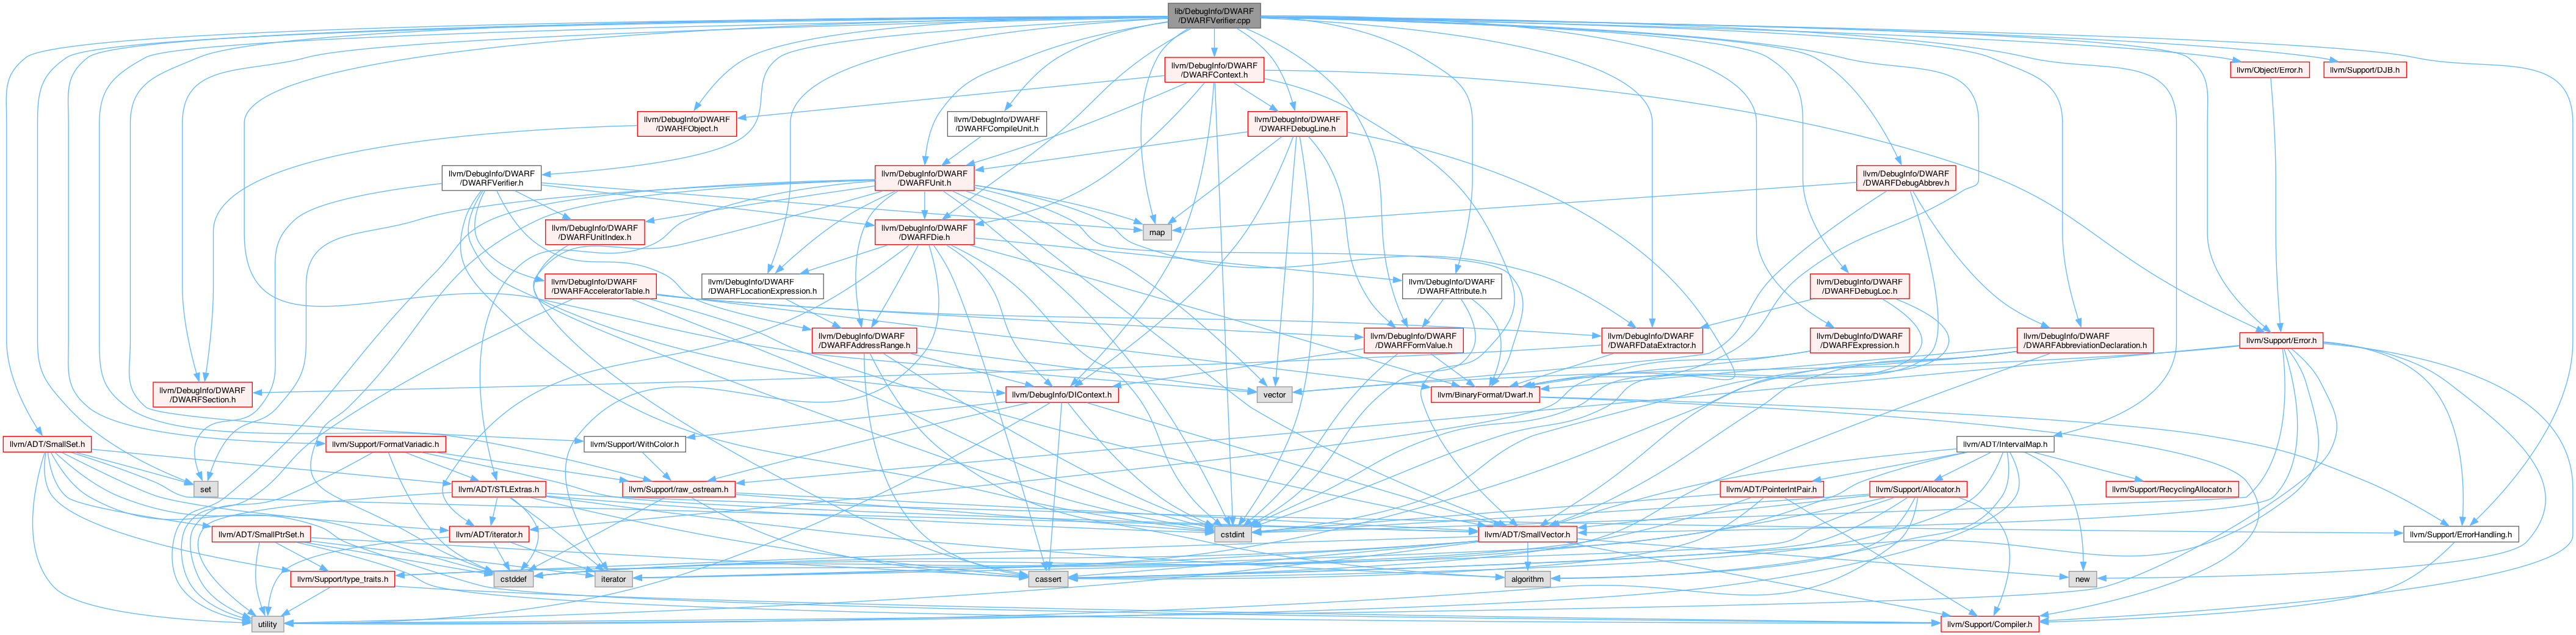 lib/DebugInfo/DWARF
/DWARFVerifier.cpp
llvm/DebugInfo/DWARF
/DWARFContext.h
llvm/Object/Error.h
llvm/Support/DJB.h
llvm/DebugInfo/DWARF
/DWARFObject.h
llvm/DebugInfo/DWARF
/DWARFCompileUnit.h
llvm/DebugInfo/DWARF
/DWARFDebugLine.h
llvm/DebugInfo/DWARF
/DWARFVerifier.h
llvm/DebugInfo/DWARF
/DWARFUnit.h
llvm/DebugInfo/DWARF
/DWARFDebugAbbrev.h
llvm/DebugInfo/DWARF
/DWARFUnitIndex.h
llvm/DebugInfo/DWARF
/DWARFDie.h
map
llvm/DebugInfo/DWARF
/DWARFAcceleratorTable.h
llvm/DebugInfo/DWARF
/DWARFLocationExpression.h
llvm/DebugInfo/DWARF
/DWARFAttribute.h
llvm/DebugInfo/DWARF
/DWARFDebugLoc.h
llvm/DebugInfo/DWARF
/DWARFAddressRange.h
llvm/DebugInfo/DWARF
/DWARFFormValue.h
llvm/DebugInfo/DWARF
/DWARFDataExtractor.h
llvm/DebugInfo/DWARF
/DWARFExpression.h
llvm/DebugInfo/DWARF
/DWARFAbbreviationDeclaration.h
llvm/Support/Error.h
llvm/DebugInfo/DWARF
/DWARFSection.h
llvm/DebugInfo/DIContext.h
vector
llvm/BinaryFormat/Dwarf.h
llvm/ADT/SmallSet.h
llvm/Support/FormatVariadic.h
llvm/Support/WithColor.h
llvm/ADT/IntervalMap.h
set
llvm/ADT/STLExtras.h
llvm/Support/raw_ostream.h
llvm/ADT/PointerIntPair.h
llvm/Support/Allocator.h
llvm/Support/RecyclingAllocator.h
llvm/ADT/SmallPtrSet.h
llvm/ADT/iterator.h
cstdint
llvm/ADT/SmallVector.h
llvm/Support/ErrorHandling.h
llvm/Support/type_traits.h
cstddef
iterator
cassert
algorithm
new
utility
llvm/Support/Compiler.h